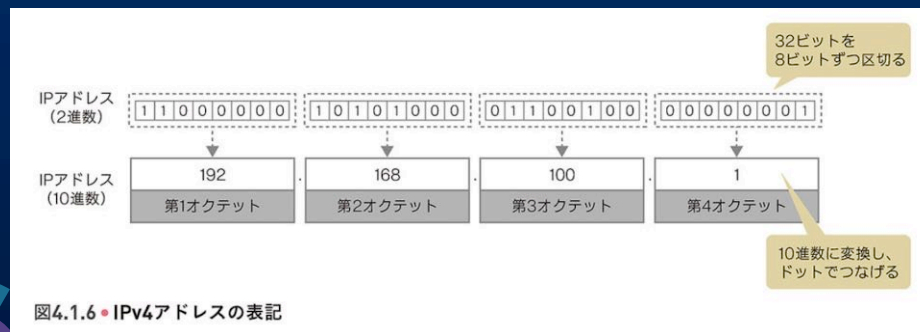 32ビットを
8ビットずつ区切る
IPアドレス
(2進数)
1 1 0 0 0 0 0 0 1 0 1 0 1 0 0 0 0 1 1 0 0 1 0 0 0 0 0 0 0 0 0 1
IPアドレス
(10進数)
192 . 168 . 100 . 1
第1オクテット 第2オクテット 第3オクテット 第4オクテット
10進数に変換し、
ドットでつなげる
図4.1.6 • IPv4アドレスの表記